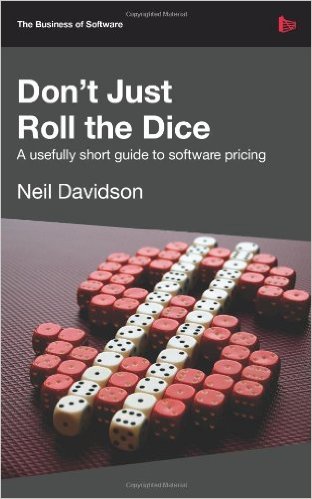 The Business of Software
Don't Just
Roll the Dice
A usefully short guide to software pricing
Neil Davidson